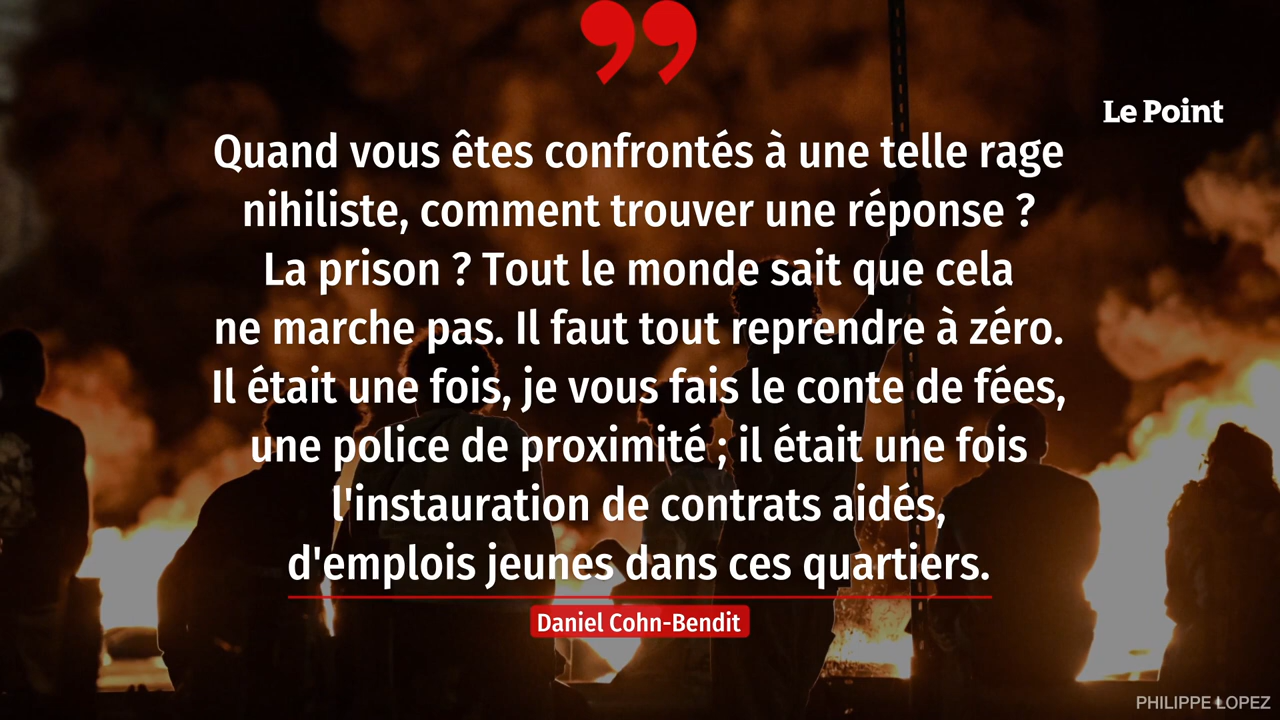 Le Point
Quand vous êtes confrontés à une telle rage
nihiliste, comment trouver une réponse ?
La prison ? Tout le monde sait que cela
ne marche pas. Il faut tout reprendre à zéro.
Il était une fois, je vous fais le conte de fées,
une police de proximité ; il était une fois
l'instauration de contrats aidés,
d'emplois jeunes dans ces quartiers.
Daniel Cohn-Bendit
PHILIPPE LOPEZ